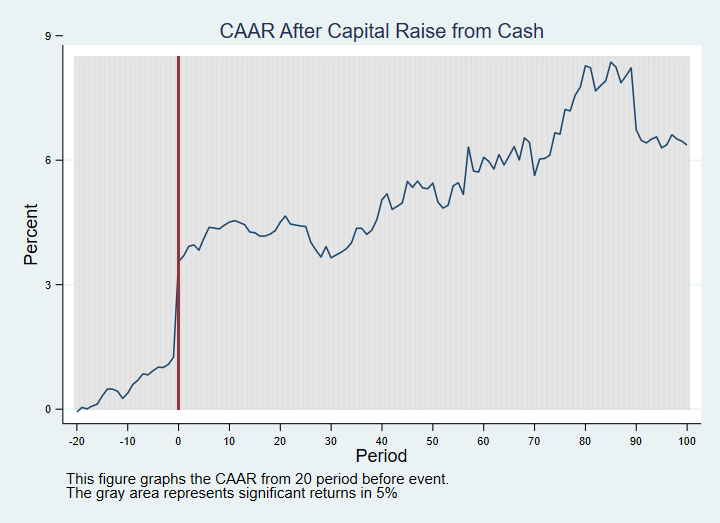 CAAR After Capital Raise from Cash
9
6
3
0
Percent
-20 -10 0 10 20 30 40 50 60 70 80 90 100
Period
This figure graphs the CAAR from 20 period before event.
The gray area represents significant returns in 5%